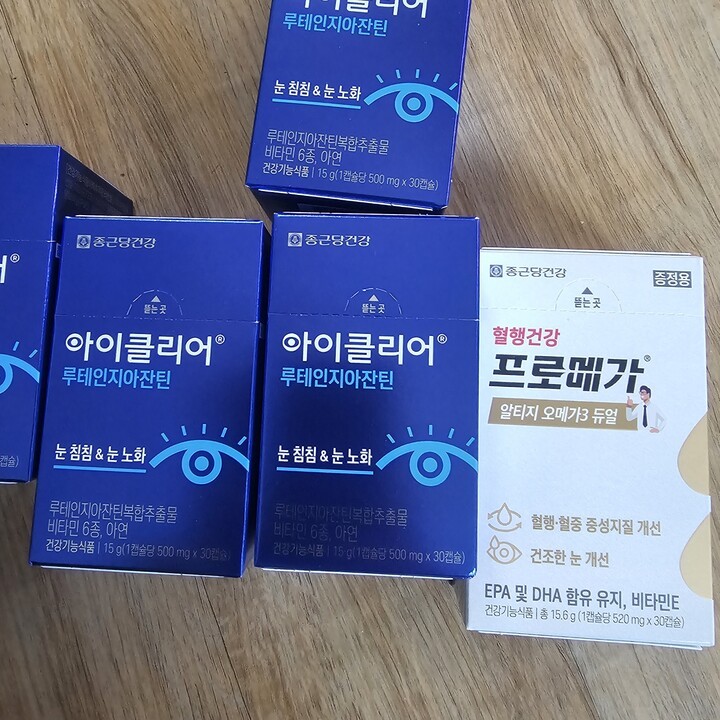 아이클리어
루테인지아잔틴
눈 침침 & 눈 노화
루테인지아잔틴복합추출물
비타민 6종, 아연
건강기능식품 | 15 g(1캡슐당 500 mg x 30캡슐)
어®
캡슐)
종근당건강
뜯는 곳
아이클리어®
루테인지아잔틴
눈 침침 & 눈 노화
루테인지아잔틴복합추출물
비타민 6종, 아연
건강기능식품 | 15 g(1캡슐당 500 mg x 30캡슐)
종근당건강
뜯는 곳
아이클리어®
루테인지아잔틴
눈 침침 & 눈 노화
루테인지아잔틴복합추출물
비타민 6종, 아연
건강기능식품 | 15 g(1캡슐당 500 mg x 30캡슐)
종근당건강
증정용
뜯는 곳
혈행건강
프로메가®
알티지 오메가3 듀얼
혈행·혈중 중성지질 개선
건조한 눈 개선
EPA 및 DHA 함유 유지, 비타민E
건강기능식품 | 총 15.6 g (1캡슐당 520 mg x 30캡슐)